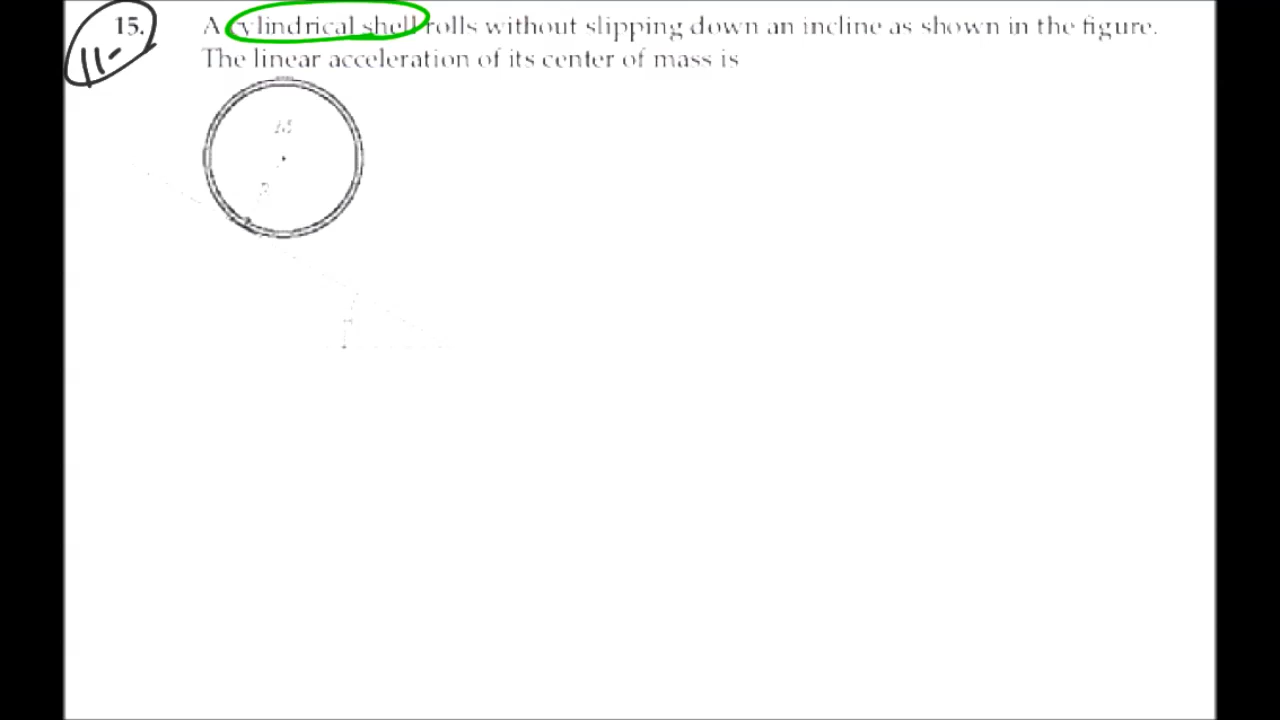 15.
11-
A cylindrical shell rolls without slipping down an incline as shown in the figure.
The linear acceleration of its center of mass is
M
R